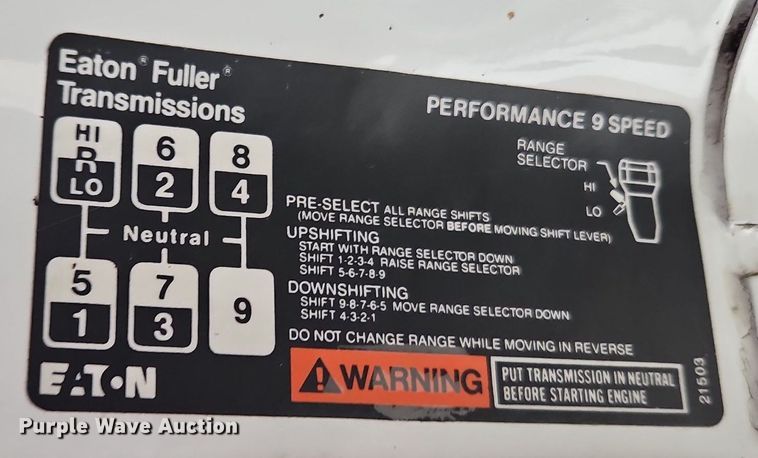 Eaton® Fuller®
Transmissions
PERFORMANCE 9 SPEED
HI
R
LO
6
2
8
4
Neutral
5
1
7
3
9
RANGE
SELECTOR
HI
LO
PRE-SELECT ALL RANGE SHIFTS
(MOVE RANGE SELECTOR BEFORE MOVING SHIFT LEVER)
UPSHIFTING
START WITH RANGE SELECTOR DOWN
SHIFT 1-2-3-4 RAISE RANGE SELECTOR
SHIFT 5-6-7-8-9
DOWNSHIFTING
SHIFT 9-8-7-6-5 MOVE RANGE SELECTOR DOWN
SHIFT 4-3-2-1
DO NOT CHANGE RANGE WHILE MOVING IN REVERSE
EATON
WARNING
PUT TRANSMISSION IN NEUTRAL
BEFORE STARTING ENGINE
21503
Purple Wave Auction